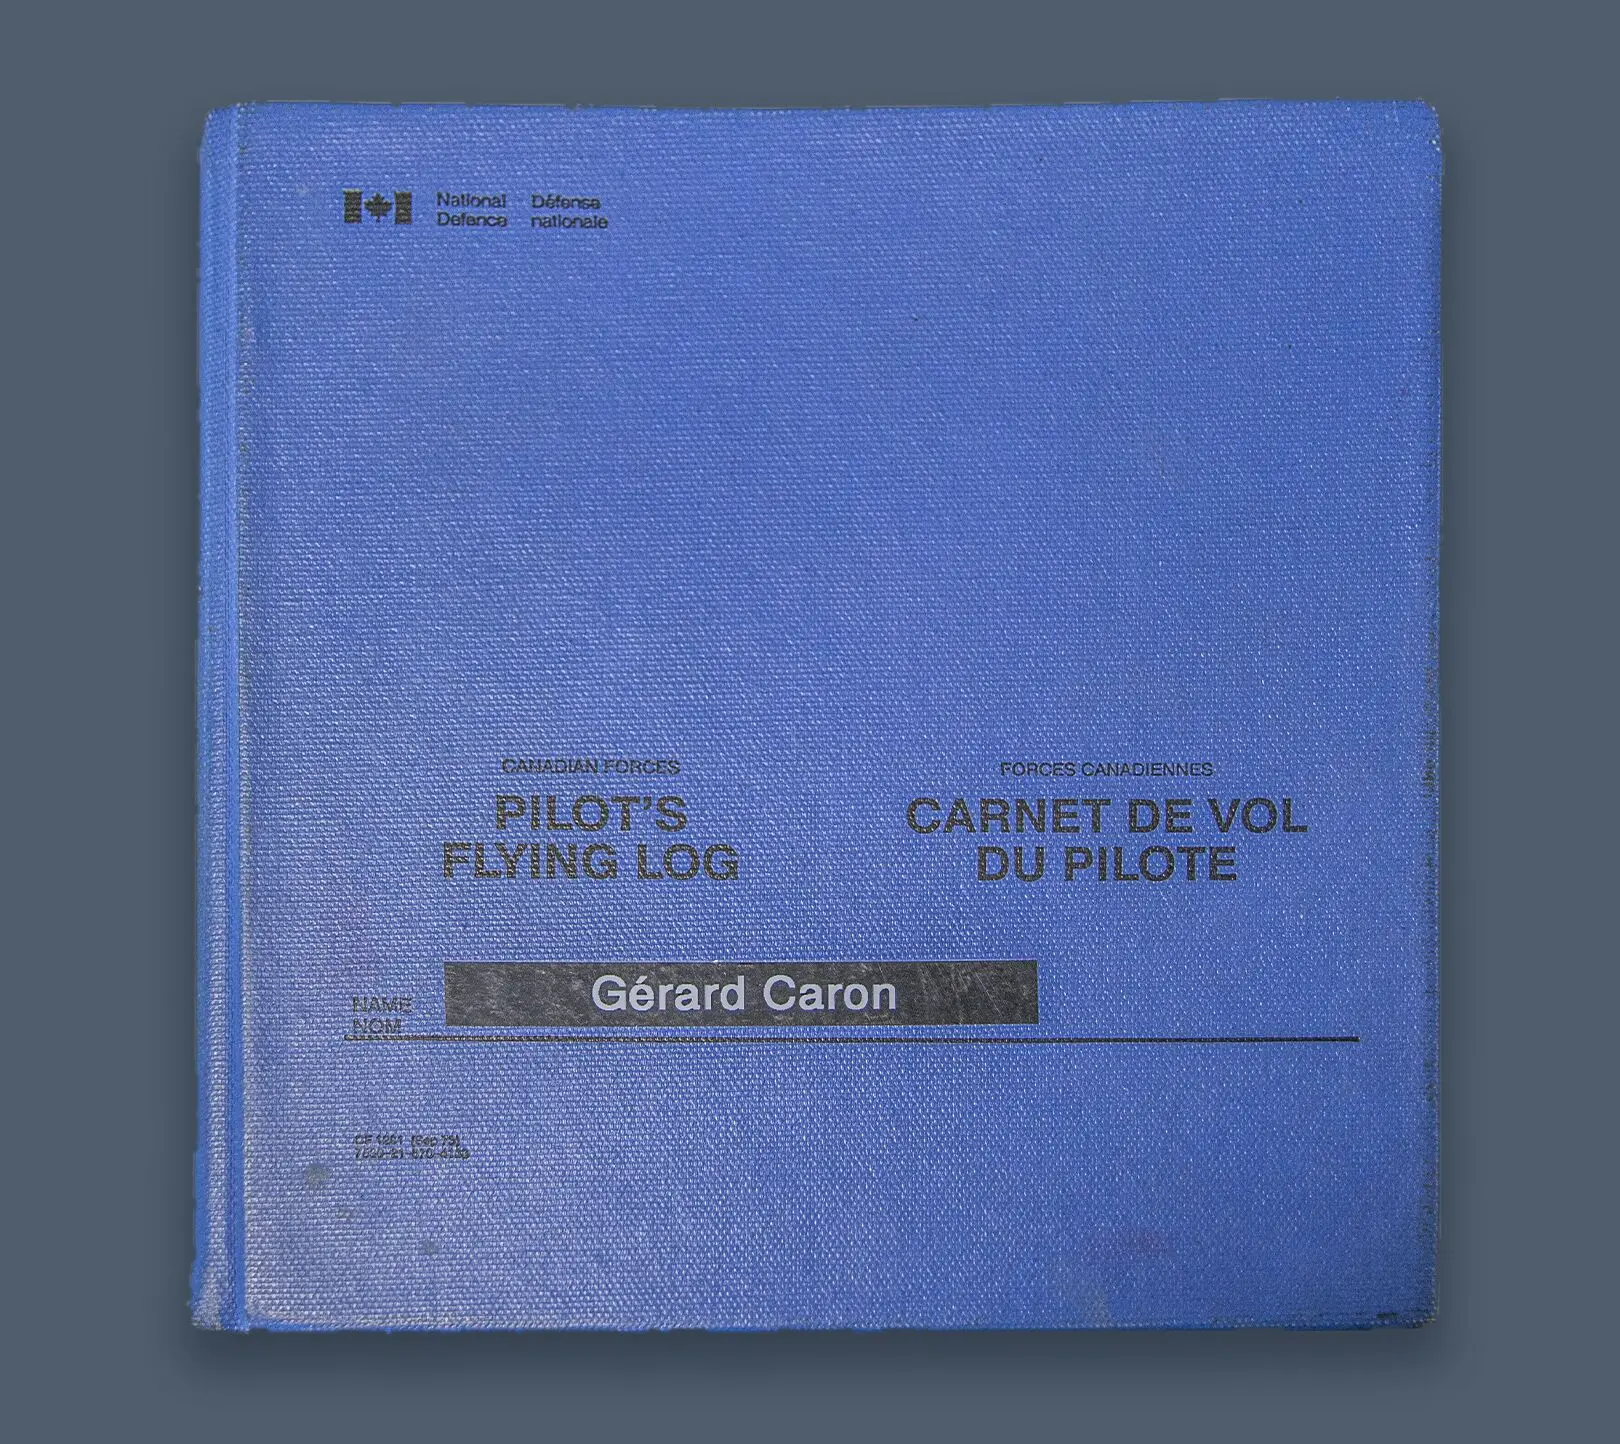 National Défense
Defence nationale
CANADIAN FORCES
PILOT'S
FLYING LOG
FORCES CANADIENNES
CARNET DE VOL
DU PILOTE
NAME
NOM
Gérard Caron